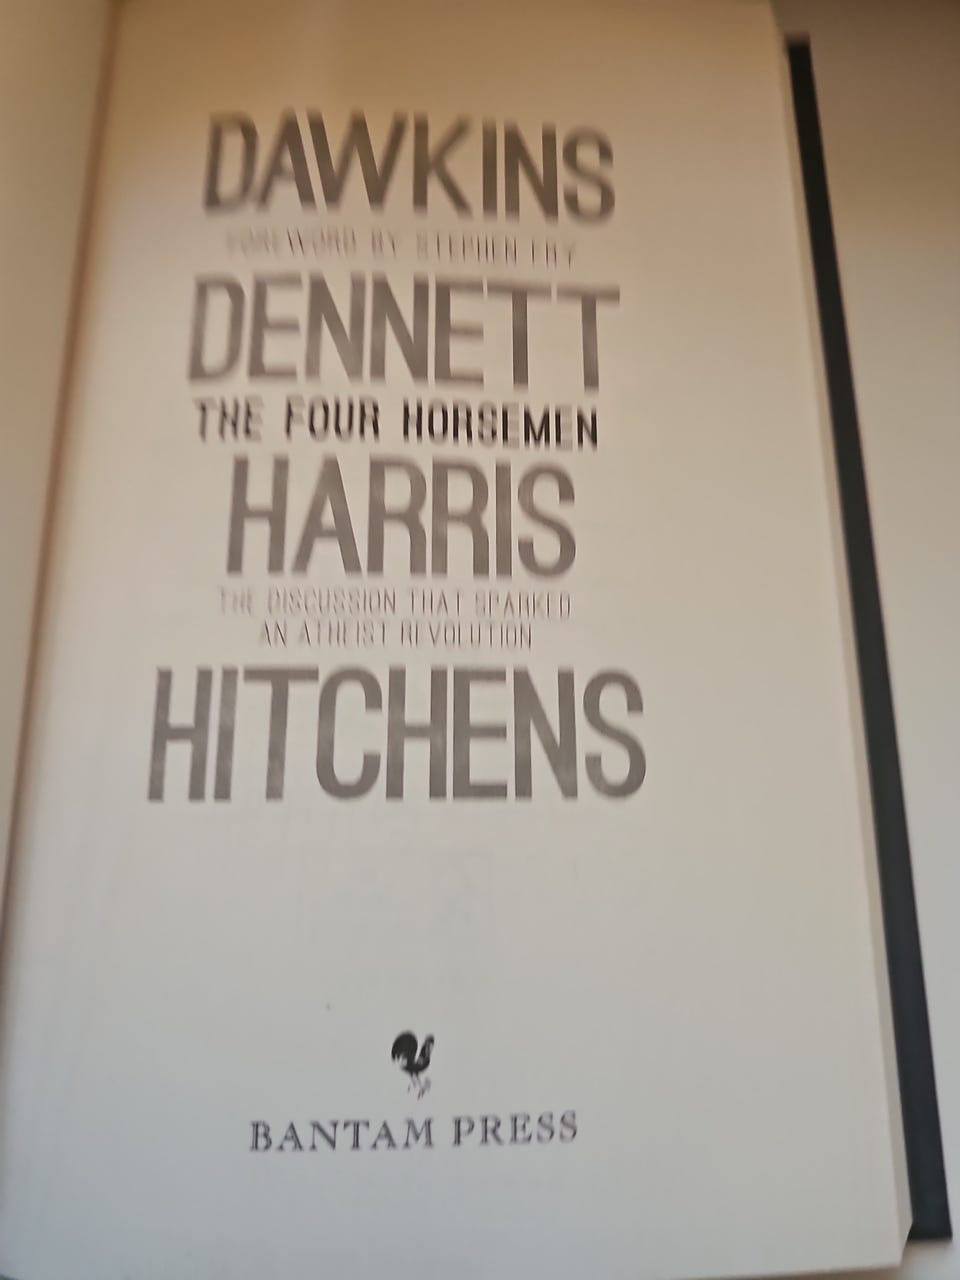 DAWKINS
FOREWORD BY STEPHEN FRY
DENNETT
THE FOUR HORSEMEN
HARRIS
THE DISCUSSION THAT SPARKED
AN ATHEIST REVOLUTION
HITCHENS
BANTAM PRESS